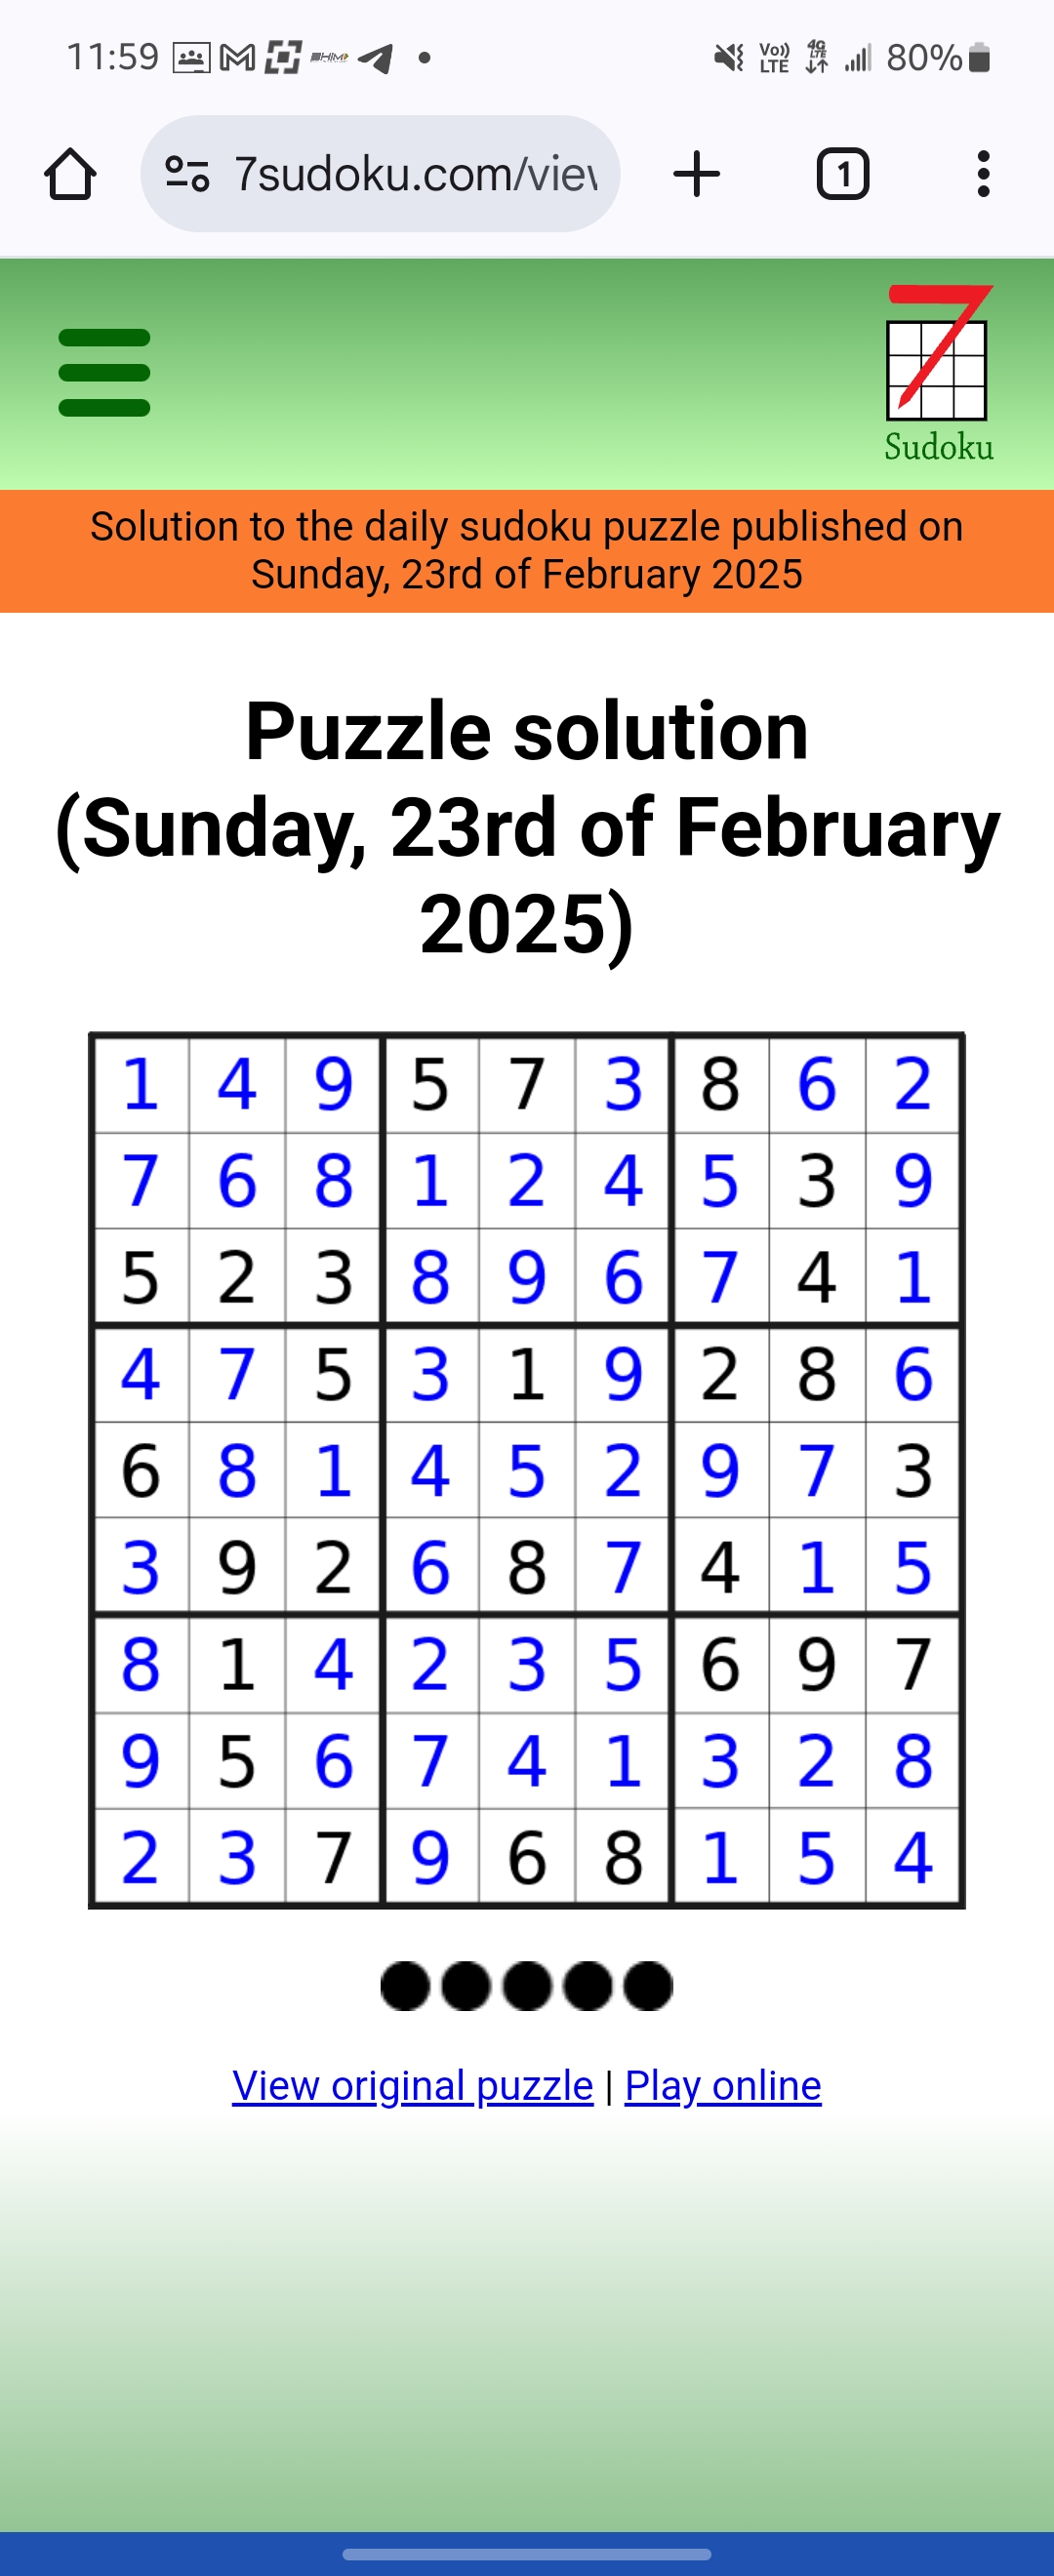 11:59
Vo)) LTE 4G LTE 80%
7sudoku.com/view
1
7
Sudoku
Solution to the daily sudoku puzzle published on
Sunday, 23rd of February 2025
Puzzle solution
(Sunday, 23rd of February
2025)
1 4 9 5 7 3 8 6 2
7 6 8 1 2 4 5 3 9
5 2 3 8 9 6 7 4 1
4 7 5 3 1 9 2 8 6
6 8 1 4 5 2 9 7 3
3 9 2 6 8 7 4 1 5
8 1 4 2 3 5 6 9 7
9 5 6 7 4 1 3 2 8
2 3 7 9 6 8 1 5 4
View original puzzle | Play online